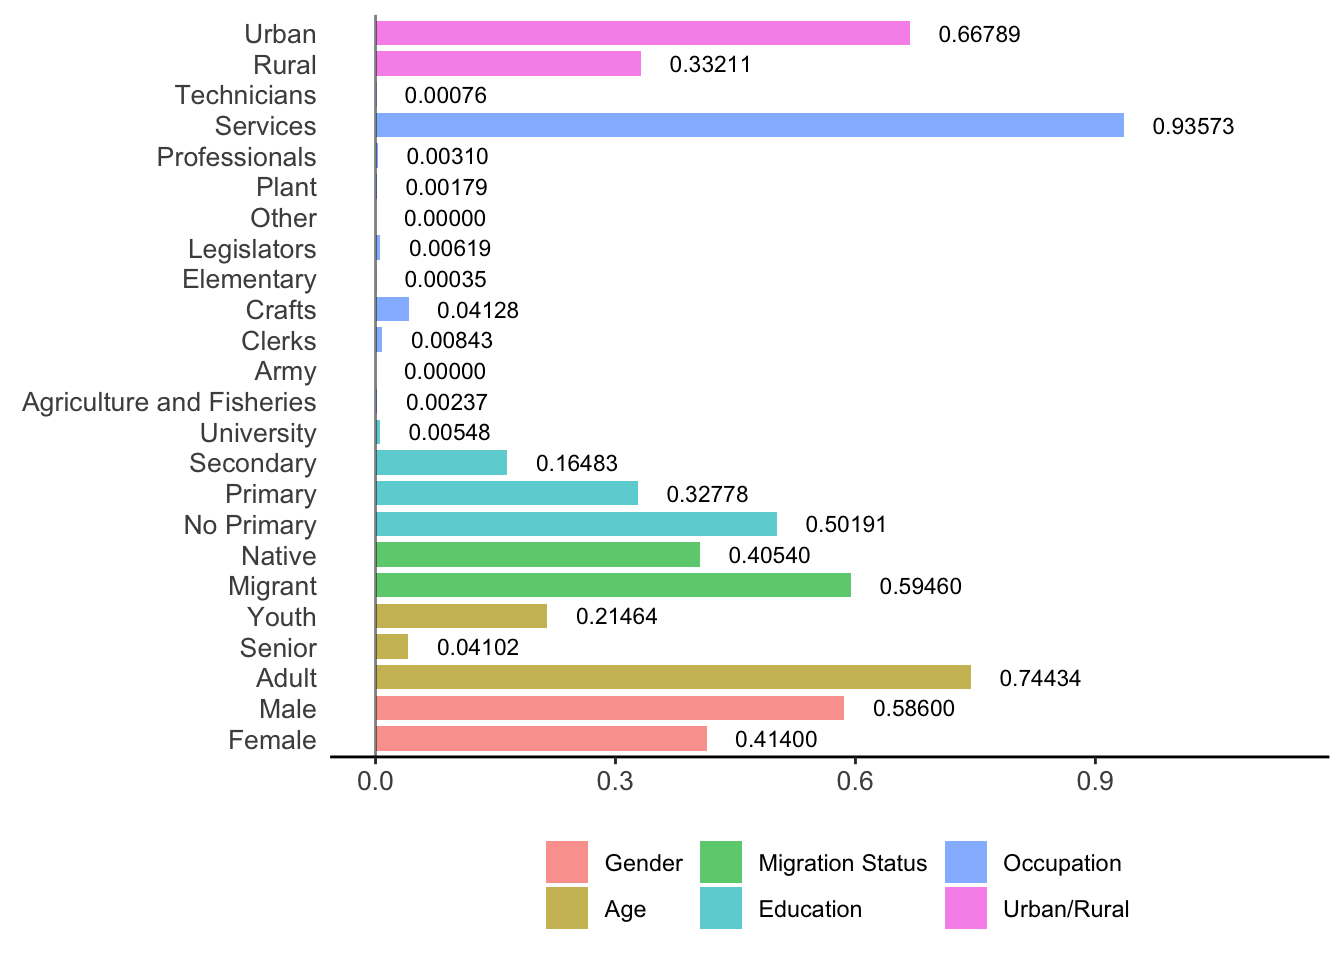 Urban 0.66789
Rural 0.33211
Technicians 0.00076
Services 0.93573
Professionals 0.00310
Plant 0.00179
Other 0.00000
Legislators 0.00619
Elementary 0.00035
Crafts 0.04128
Clerks 0.00843
Army 0.00000
Agriculture and Fisheries 0.00237
University 0.00548
Secondary 0.16483
Primary 0.32778
No Primary 0.50191
Native 0.40540
Migrant 0.59460
Youth 0.21464
Senior 0.04102
Adult 0.74434
Male 0.58600
Female 0.41400
0.0 0.3 0.6 0.9
Gender Migration Status Occupation
Age Education Urban/Rural